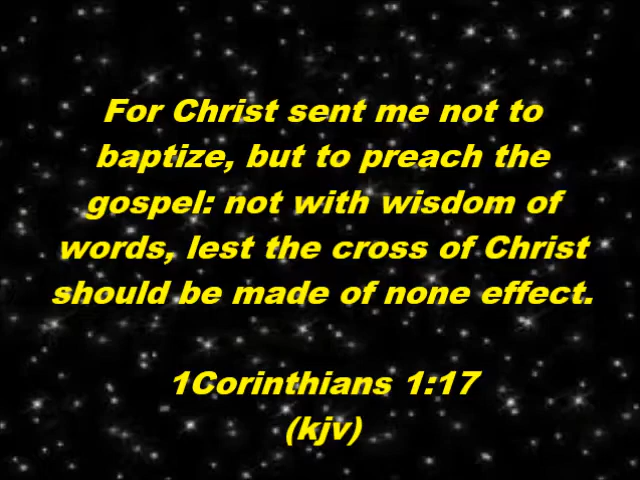 For Christ sent me not to
baptize, but to preach the
gospel: not with wisdom of
words, lest the cross of Christ
should be made of none effect.
1Corinthians 1:17
(kjv)